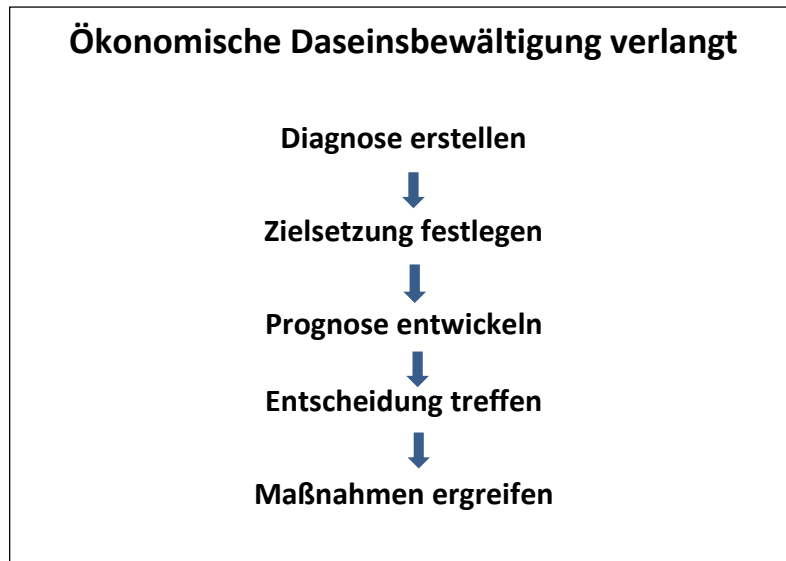 Ökonomische Daseinsbewältigung verlangt
Diagnose erstellen
Zielsetzung festlegen
Prognose entwickeln
Entscheidung treffen
Maßnahmen ergreifen